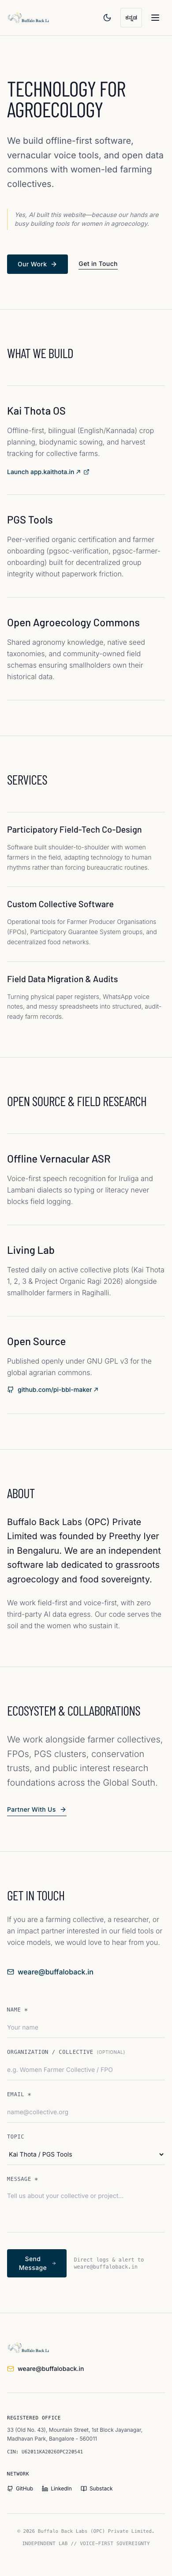 Buffalo Back Labs
ಕನ್ನಡ
TECHNOLOGY FOR
AGROECOLOGY
We build offline-first software,
vernacular voice tools, and open data
commons with women-led farming
collectives.
Yes, AI built this website—because our hands are
busy building tools for women in agroecology.
Our Work →
Get in Touch
WHAT WE BUILD
Kai Thota OS
Offline-first, bilingual (English/Kannada) crop
planning, biodynamic sowing, and harvest
tracking for collective farms.
Launch app.kaithota.in ↗
PGS Tools
Peer-verified organic certification and farmer
onboarding (pgsoc-verification, pgsoc-farmer-
onboarding) built for decentralized group
integrity without paperwork friction.
Open Agroecology Commons
Shared agronomy knowledge, native seed
taxonomies, and community-owned field
schemas ensuring smallholders own their
historical data.
SERVICES
Participatory Field-Tech Co-Design
Software built shoulder-to-shoulder with women
farmers in the field, adapting technology to human
rhythms rather than forcing bureaucratic routines.
Custom Collective Software
Operational tools for Farmer Producer Organisations
(FPOs), Participatory Guarantee System groups, and
decentralized food networks.
Field Data Migration & Audits
Turning physical paper registers, WhatsApp voice
notes, and messy spreadsheets into structured, audit-
ready farm records.
OPEN SOURCE & FIELD RESEARCH
Offline Vernacular ASR
Voice-first speech recognition for Iruliga and
Lambani dialects so typing or literacy never
blocks field logging.
Living Lab
Tested daily on active collective plots (Kai Thota
1, 2, 3 & Project Organic Ragi 2026) alongside
smallholder farmers in Ragihalli.
Open Source
Published openly under GNU GPL v3 for the
global agrarian commons.
github.com/pi-bbl-maker ↗
ABOUT
Buffalo Back Labs (OPC) Private
Limited was founded by Preethy Iyer
in Bengaluru. We are an independent
software lab dedicated to grassroots
agroecology and food sovereignty.
We work field-first and voice-first, with zero
third-party AI data egress. Our code serves the
soil and the women who sustain it.
ECOSYSTEM & COLLABORATIONS
We work alongside farmer collectives,
FPOs, PGS clusters, conservation
trusts, and public interest research
foundations across the Global South.
Partner With Us →
GET IN TOUCH
If you are a farming collective, a researcher, or
an impact partner interested in our field tools or
voice models, we would love to hear from you.
weare@buffaloback.in
NAME *
Your name
ORGANIZATION / COLLECTIVE (OPTIONAL)
e.g. Women Farmer Collective / FPO
EMAIL *
name@collective.org
TOPIC
Kai Thota / PGS Tools
MESSAGE *
Tell us about your collective or project...
Send
Message →
Direct logs & alert to
weare@buffaloback.in
Buffalo Back Labs
weare@buffaloback.in
REGISTERED OFFICE
33 (Old No. 43), Mountain Street, 1st Block Jayanagar,
Madhavan Park, Bangalore - 560011
CIN: U62011KA2026OPC220541
NETWORK
GitHub LinkedIn Substack
© 2026 Buffalo Back Labs (OPC) Private Limited.
INDEPENDENT LAB // VOICE-FIRST SOVEREIGNTY